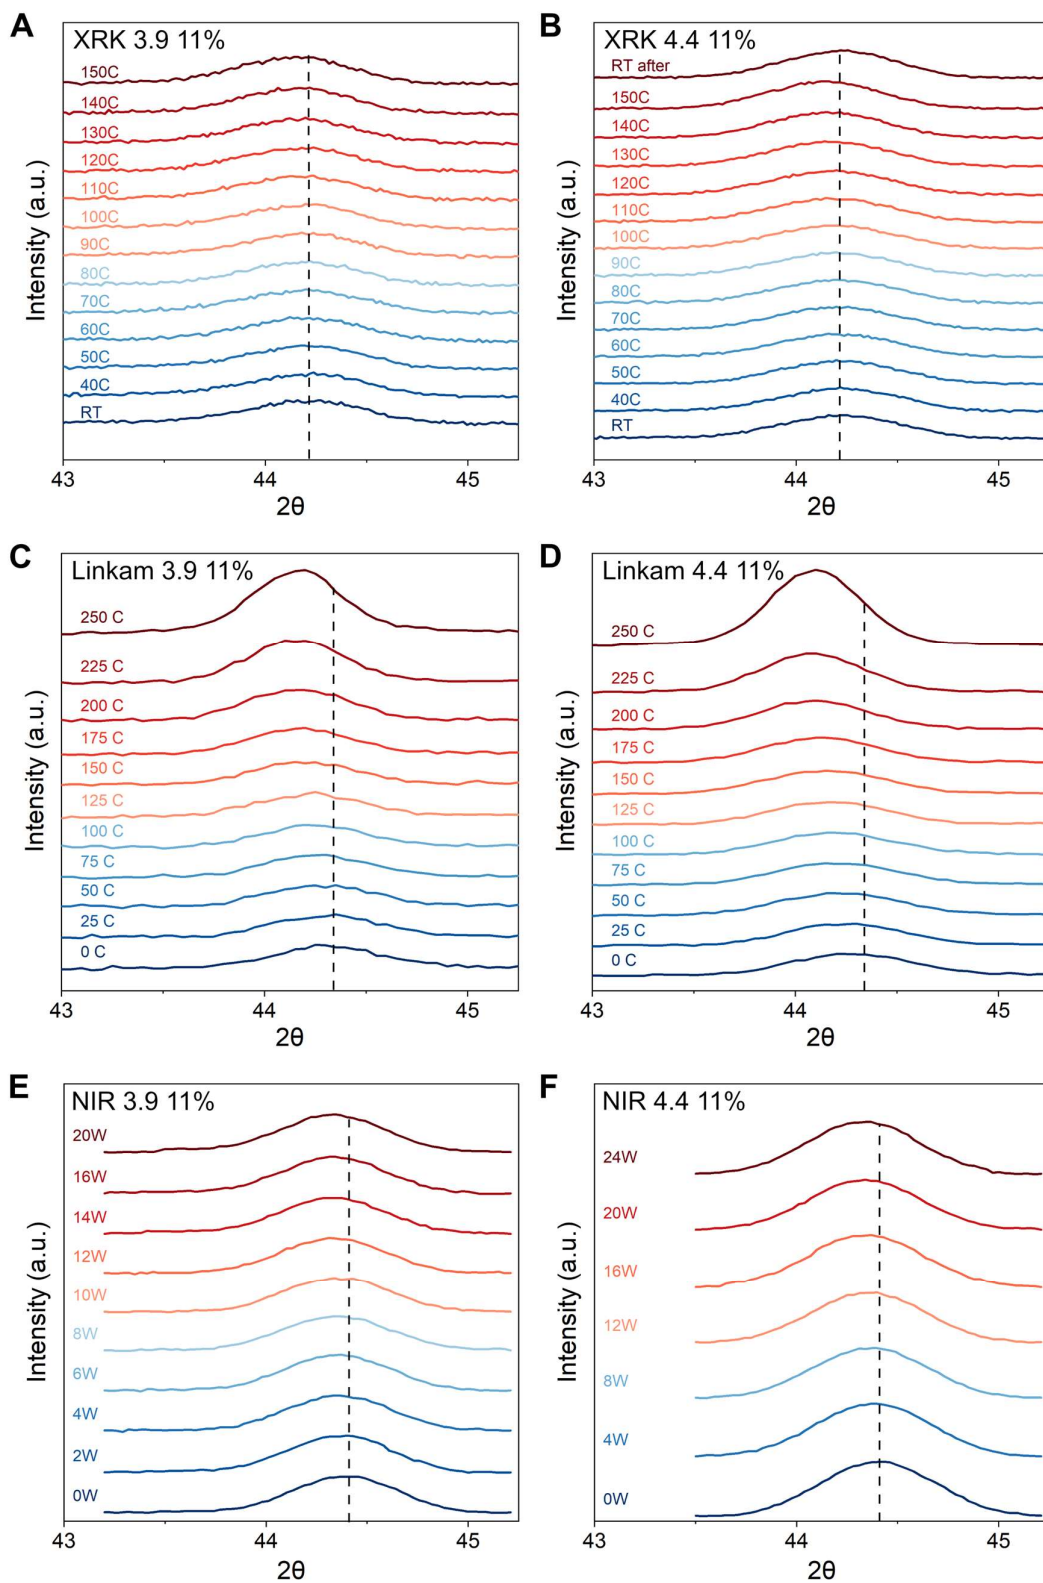 A
XRK 3.9 11%
150C
140C
130C
120C
110C
100C
90C
80C
70C
60C
50C
40C
RT
Intensity (a.u.)
43
44
45
2θ
B
XRK 4.4 11%
RT after
150C
140C
130C
120C
110C
100C
90C
80C
70C
60C
50C
40C
RT
Intensity (a.u.)
43
44
45
2θ
C
Linkam 3.9 11%
250 C
225 C
200 C
175 C
150 C
125 C
100 C
75 C
50 C
25 C
0 C
Intensity (a.u.)
43
44
45
2θ
D
Linkam 4.4 11%
250 C
225 C
200 C
175 C
150 C
125 C
100 C
75 C
50 C
25 C
0 C
Intensity (a.u.)
43
44
45
2θ
E
NIR 3.9 11%
20W
16W
14W
12W
10W
8W
6W
4W
2W
0W
Intensity (a.u.)
43
44
45
2θ
F
NIR 4.4 11%
24W
20W
16W
12W
8W
4W
0W
Intensity (a.u.)
43
44
45
2θ